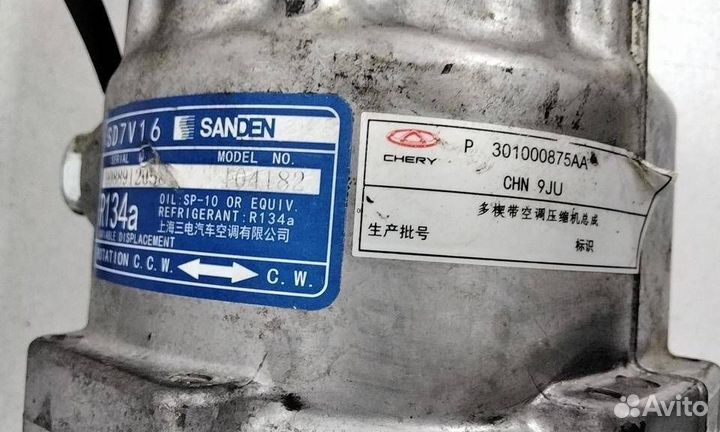 SD7V16 SANDEN
SERIAL MODEL NO.
104182
OIL:SP-10 OR EQUIV.
R134a REFRIGERANT:R134a
上海三电汽车空调有限公司
DISPLACEMENT
C.C.W. C.W.
CHERY P 301000875AA
CHN 9JU
多楔带空调压缩机总成
生产批号 标识
Avito